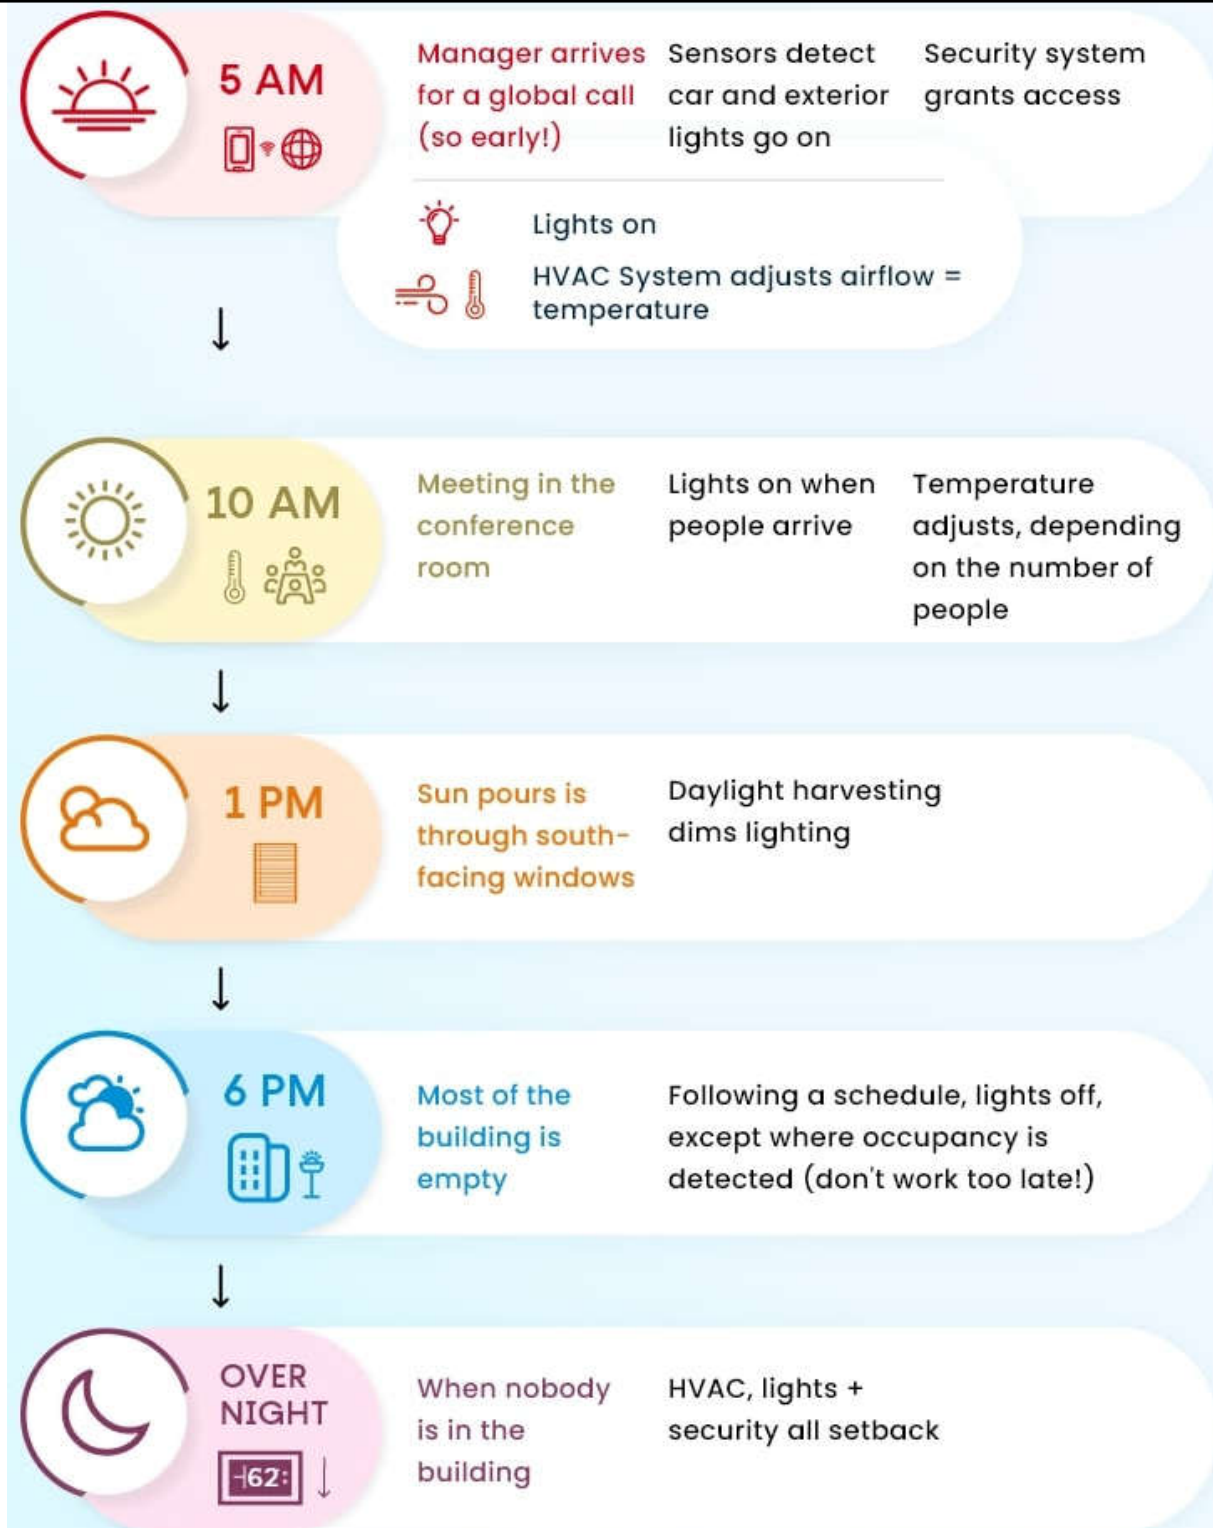 5 AM
Manager arrives
for a global call
(so early!)
Sensors detect
car and exterior
lights go on
Security system
grants access
Lights on
HVAC System adjusts airflow =
temperature
10 AM
Meeting in the
conference
room
Lights on when
people arrive
Temperature
adjusts, depending
on the number of
people
1 PM
Sun pours is
through south-
facing windows
Daylight harvesting
dims lighting
6 PM
Most of the
building is
empty
Following a schedule, lights off,
except where occupancy is
detected (don't work too late!)
OVER
NIGHT
62
When nobody
is in the
building
HVAC, lights +
security all setback